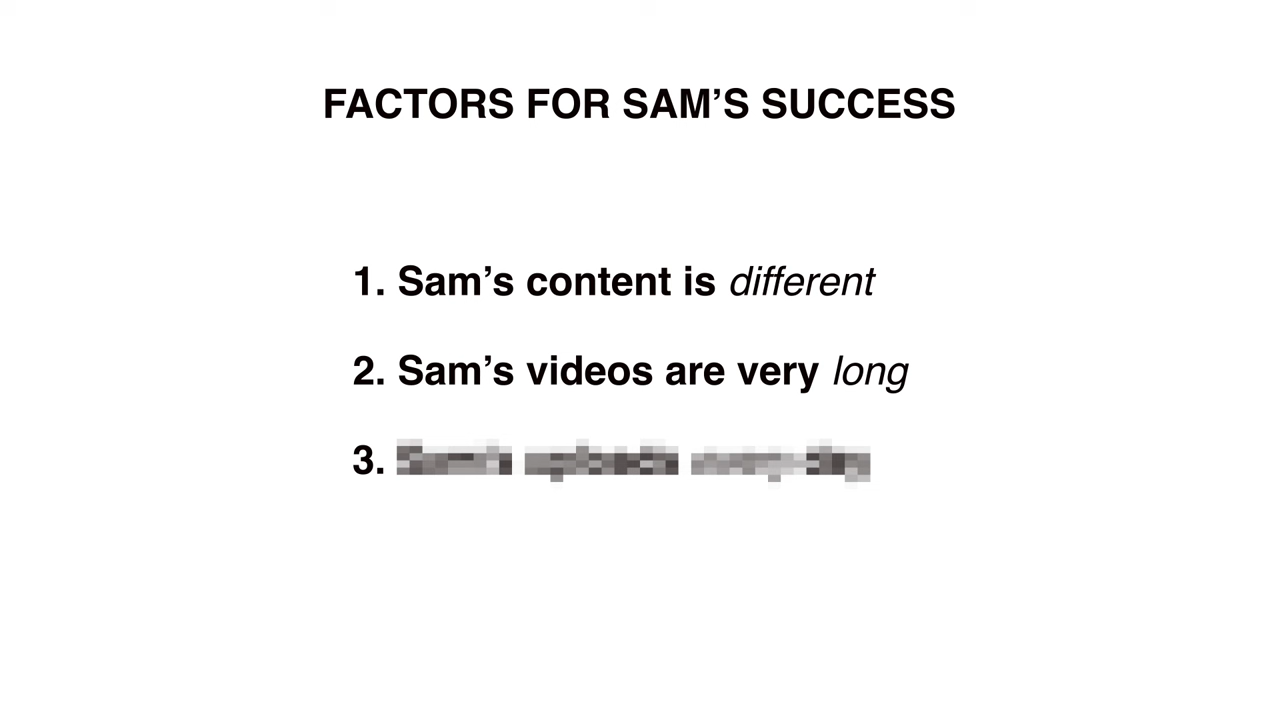 FACTORS FOR SAM’S SUCCESS
1. Sam’s content is different
2. Sam’s videos are very long
3.